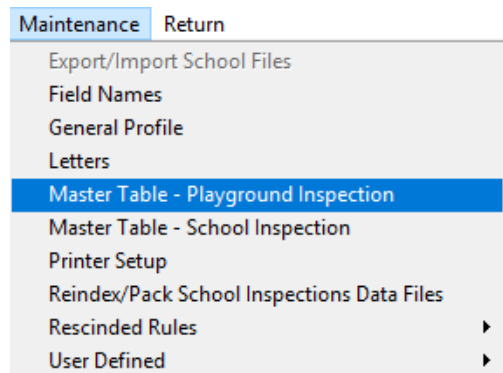 Maintenance Return
Export/Import School Files
Field Names
General Profile
Letters
Master Table - Playground Inspection
Master Table - School Inspection
Printer Setup
Reindex/Pack School Inspections Data Files
Rescinded Rules
User Defined